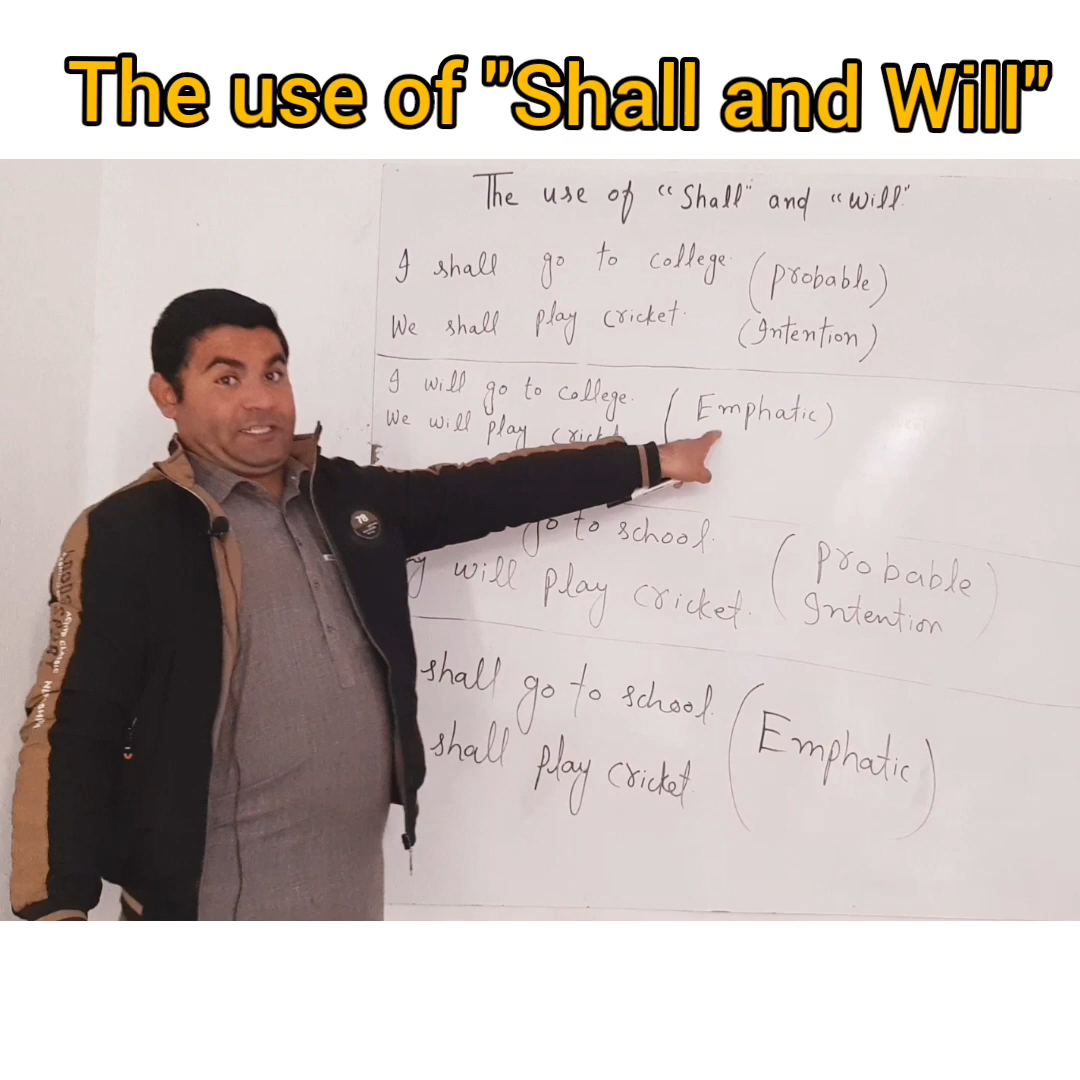 The use of "Shall and Will"
The use of "Shall" and "Will"
I shall go to college. (probable)
We shall play cricket. (Intention)
I will go to college. (Emphatic)
We will play
go to school. (probable
will play cricket. Intention
shall go to school. (Emphatic)
shall play cricket
78